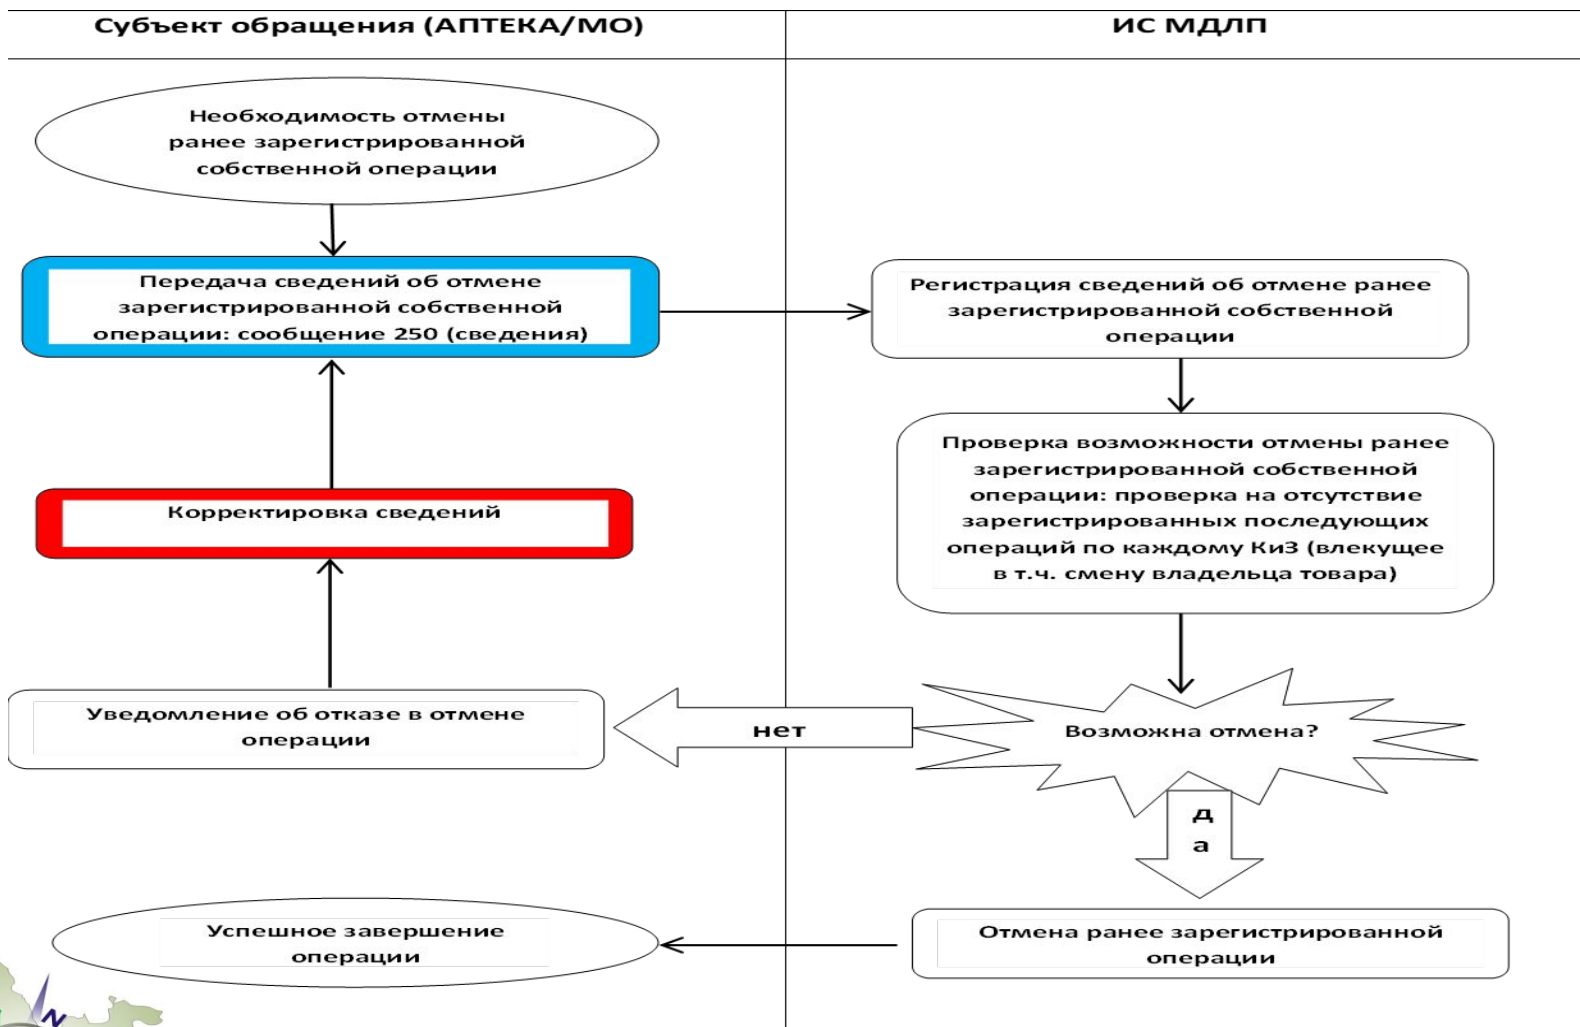 Субъект обращения (АПТЕКА/МО)
ИС МДЛП
Необходимость отмены
ранее зарегистрированной
собственной операции
Передача сведений об отмене
зарегистрированной собственной
операции: сообщение 250 (сведения)
Регистрация сведений об отмене ранее
зарегистрированной собственной
операции
Проверка возможности отмены ранее
зарегистрированной собственной
операции: проверка на отсутствие
зарегистрированных последующих
операций по каждому КиЗ (влекущее
в т.ч. смену владельца товара)
Корректировка сведений
Уведомление об отказе в отмене
операции
нет
Возможна отмена?
д
а
Успешное завершение
операции
Отмена ранее зарегистрированной
операции
N